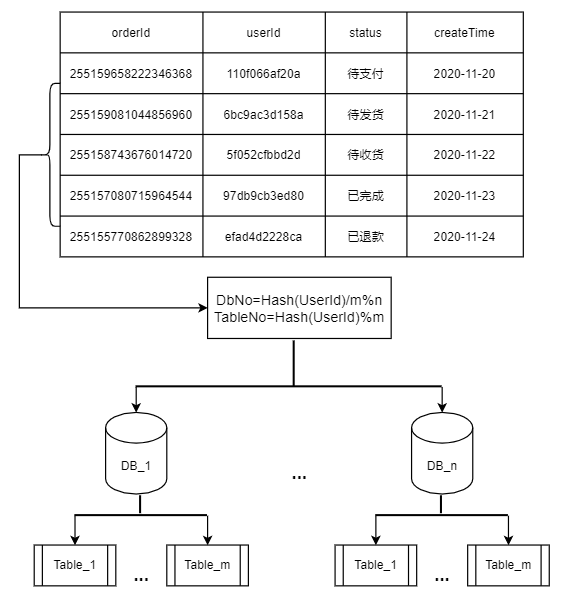 orderId userId status createTime
255159658222346368 110f066af20a 待支付 2020-11-20
255159081044856960 6bc9ac3d158a 待发货 2020-11-21
255158743676014720 5f052cfbbd2d 待收货 2020-11-22
255157080715964544 97db9cb3ed80 已完成 2020-11-23
255155770862899328 efad4d2228ca 已退款 2020-11-24
DbNo=Hash(UserId)/m%n
TableNo=Hash(UserId)%m
DB_1 ... DB_n
Table_1 ... Table_m Table_1 ... Table_m